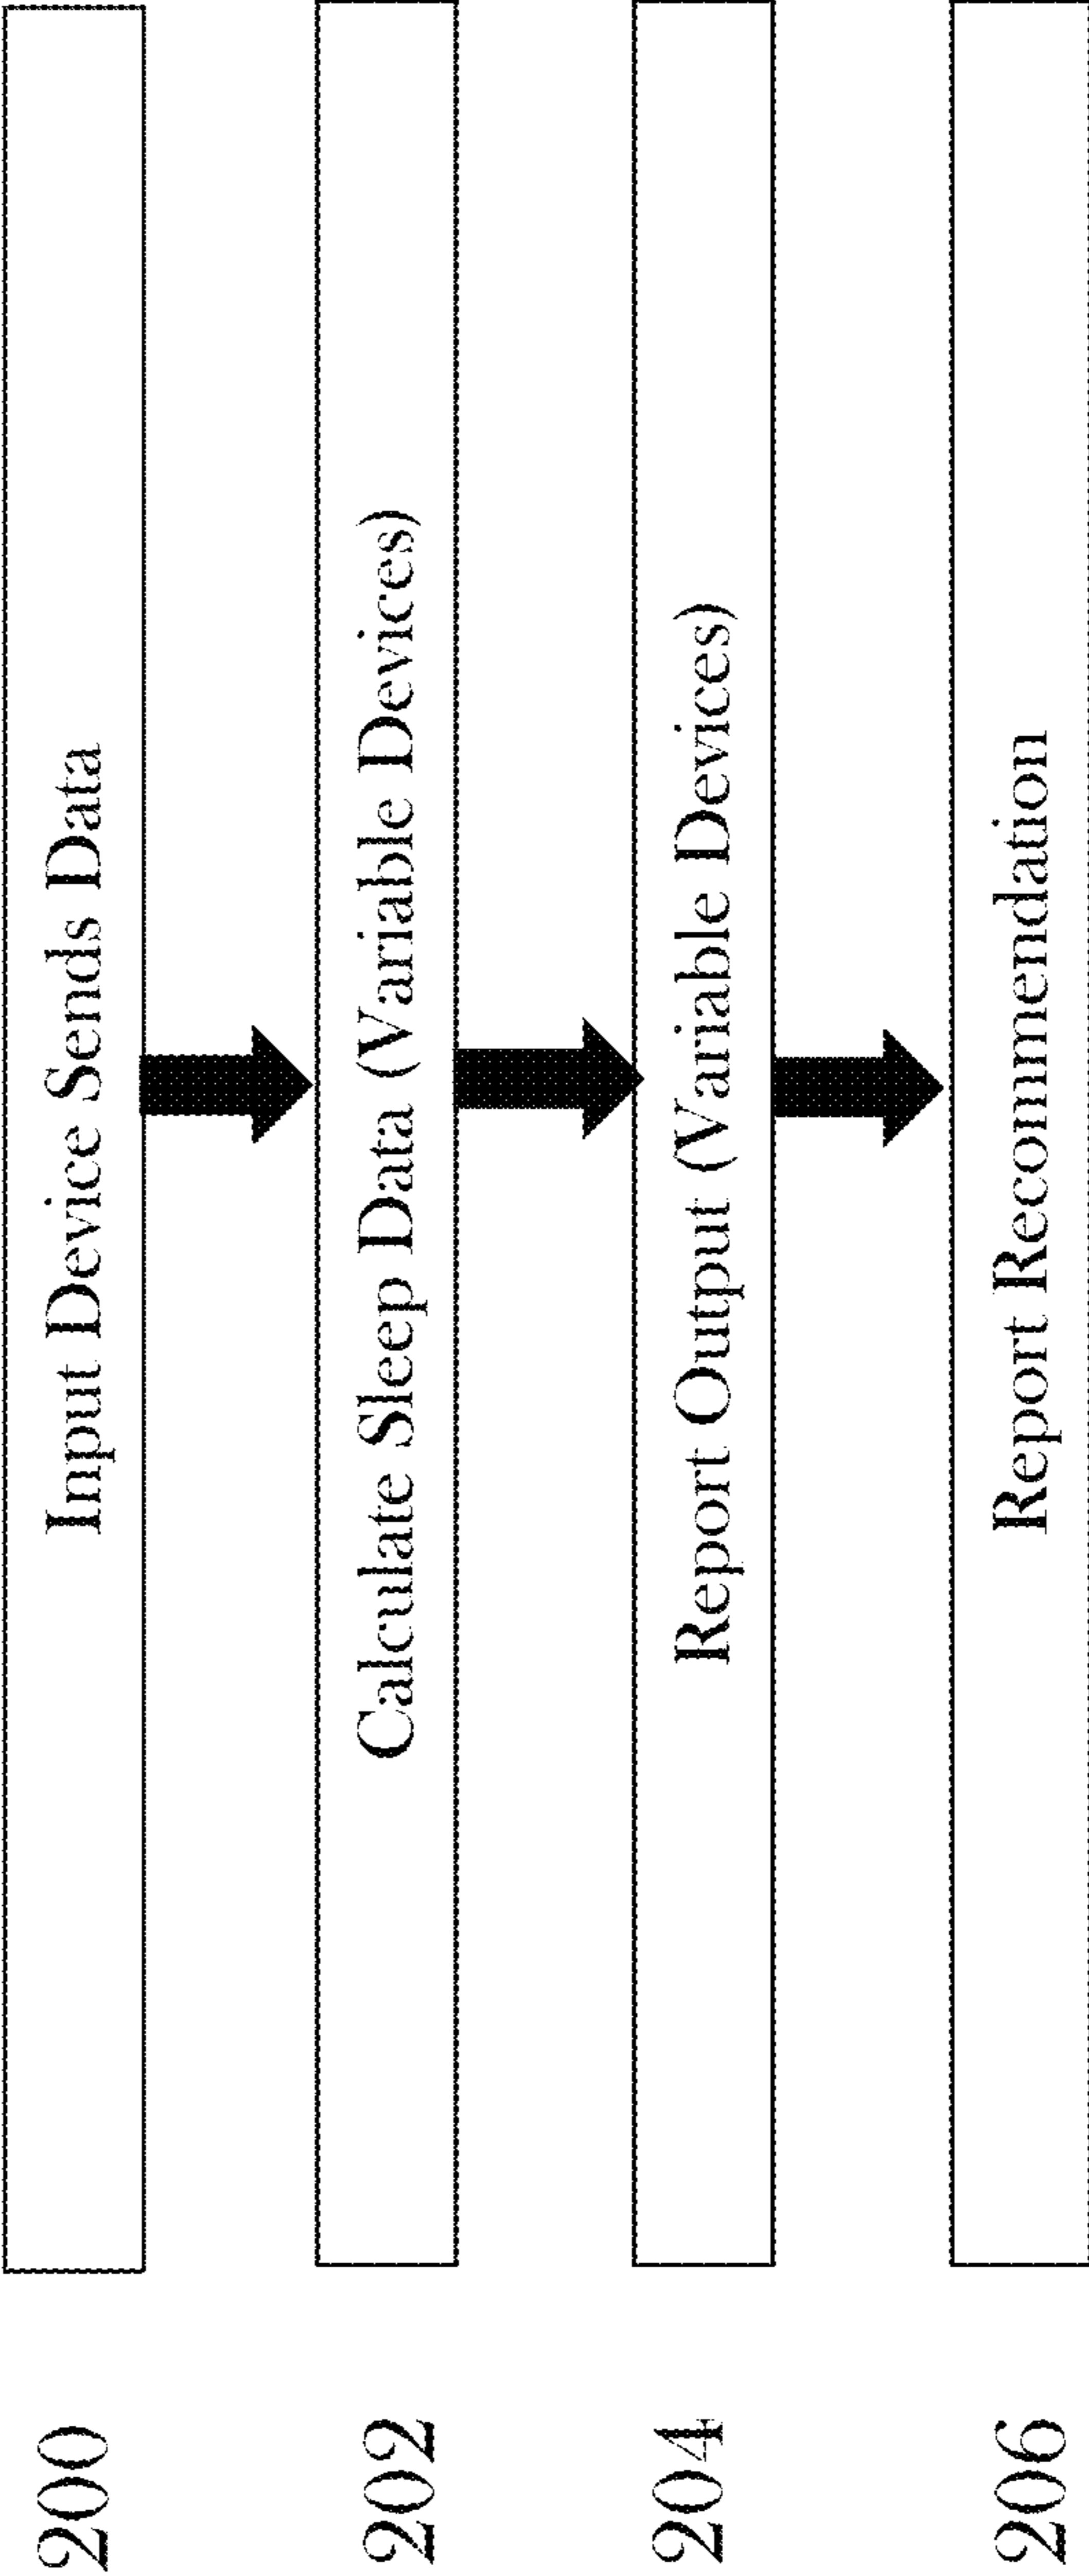 200 Input Device Sends Data
202 Calculate Sleep Data (Variable Devices)
204 Report Output (Variable Devices)
206 Report Recommendation